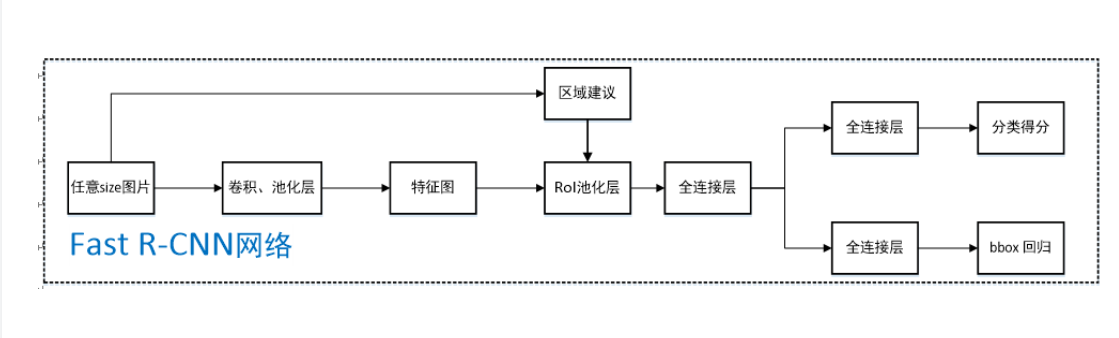 区域建议
全连接层
分类得分
任意size图片
卷积、池化层
特征图
RoI池化层
全连接层
Fast R-CNN网络
全连接层
bbox 回归